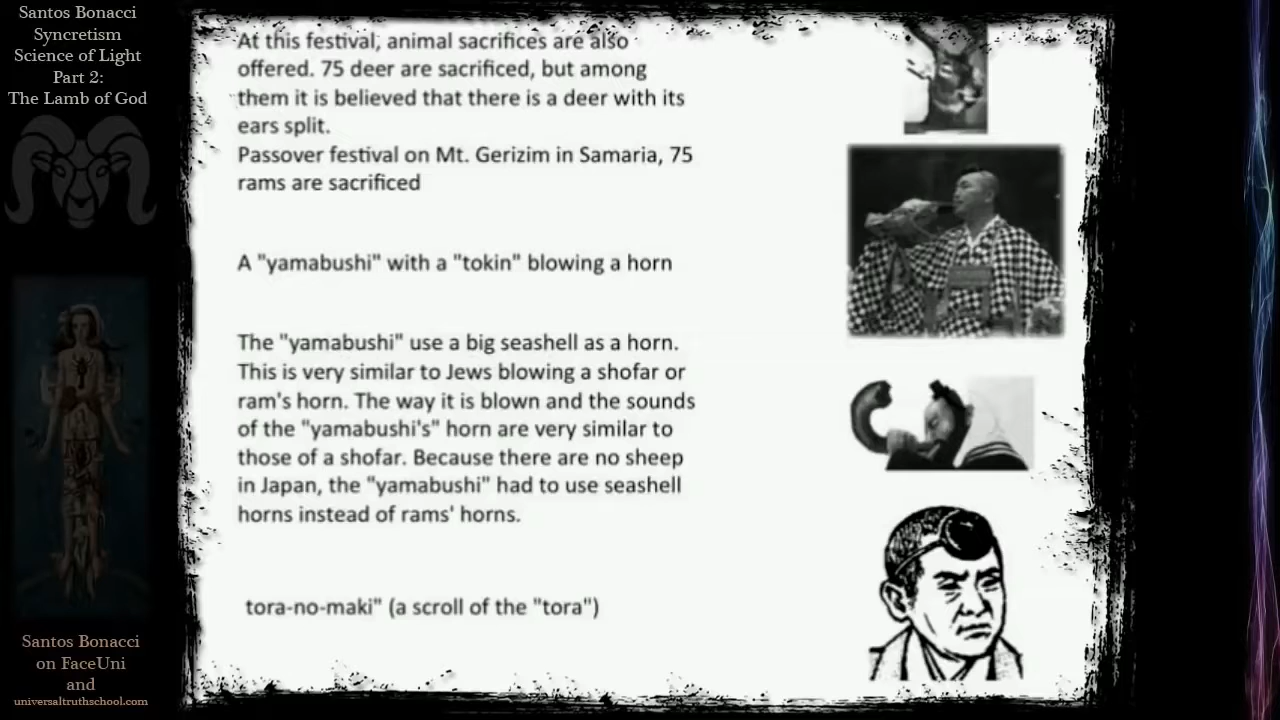 Santos Bonacci
Syncretism
Science of Light
Part 2:
The Lamb of God
At this festival, animal sacrifices are also
offered. 75 deer are sacrificed, but among
them it is believed that there is a deer with its
ears split.
Passover festival on Mt. Gerizim in Samaria, 75
rams are sacrificed
A "yamabushi" with a "tokin" blowing a horn
The "yamabushi" use a big seashell as a horn.
This is very similar to Jews blowing a shofar or
ram's horn. The way it is blown and the sounds
of the "yamabushi's" horn are very similar to
those of a shofar. Because there are no sheep
in Japan, the "yamabushi" had to use seashell
horns instead of rams' horns.
tora-no-maki" (a scroll of the "tora")
Santos Bonacci
on FaceUni
and
universaltruthschool.com